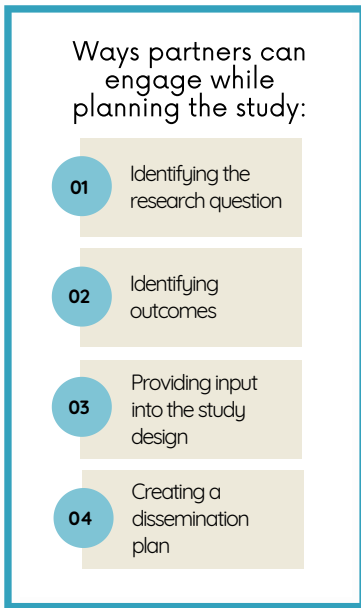 Ways partners can
engage while
planning the study:
01
Identifying the
research question
02
Identifying
outcomes
03
Providing input
into the study
design
04
Creating a
dissemination
plan